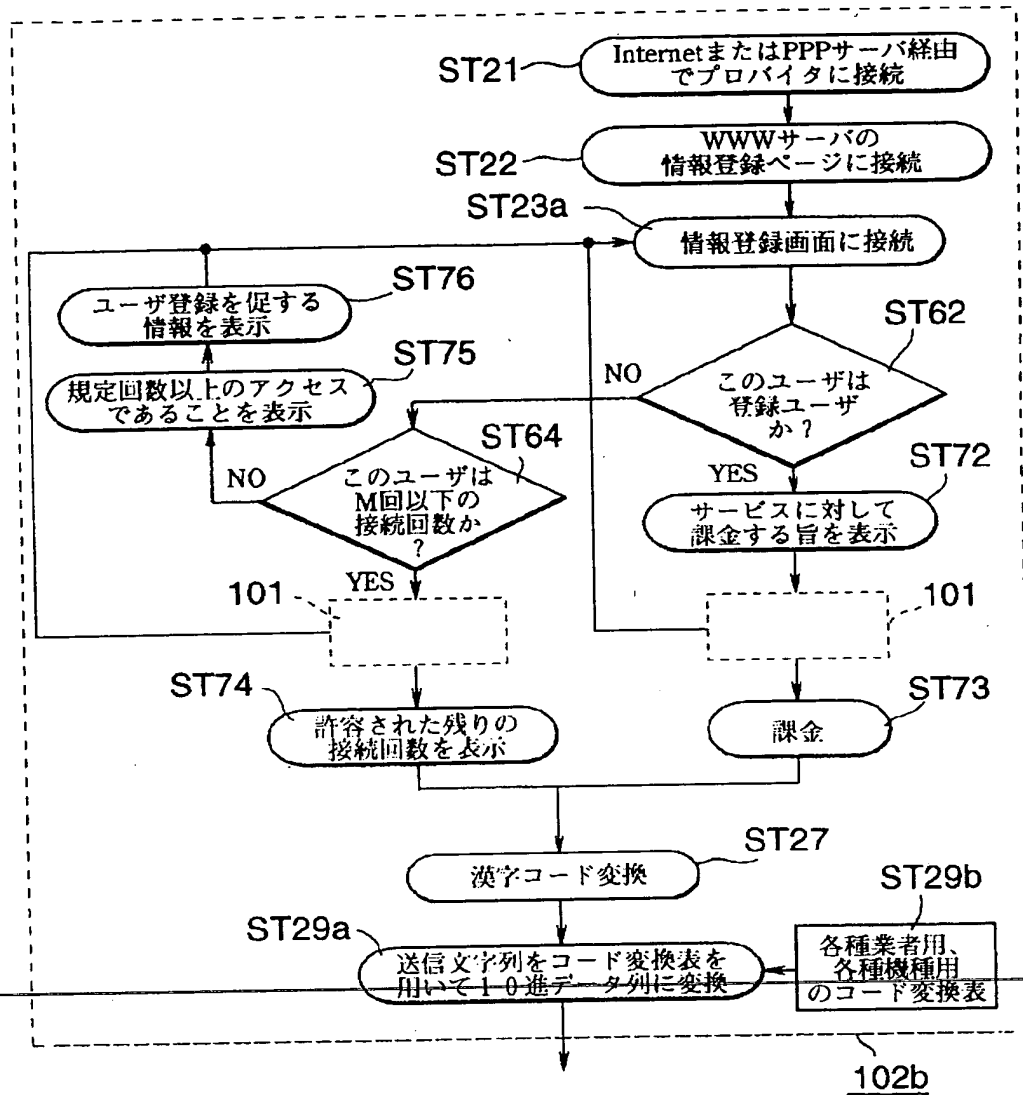 ST21
InternetまたはPPPサーバ経由
でプロバイタに接続
ST22
WWWサーバの
情報登録ページに接続
ST23a
情報登録画面に接続
ST76
ユーザ登録を促する
情報を表示
ST75
規定回数以上のアクセス
であることを表示
ST62
このユーザは
登録ユーザ
か?
NO
YES
ST64
このユーザは
M回以下の
接続回数か
?
NO
YES
ST72
サービスに対して
課金する旨を表示
101
101
ST74
許容された残りの
接続回数を表示
ST73
課金
ST27
漢字コード変換
ST29a
送信文字列をコード変換表を
用いて10進データ列に変換
ST29b
各種業者用、
各種機種用
のコード変換表
102b